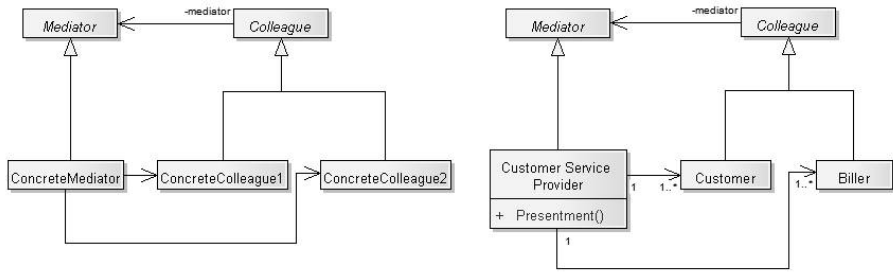 -mediator
Mediator
Colleague
ConcreteMediator
ConcreteColleague1
ConcreteColleague2
-mediator
Mediator
Colleague
Customer Service
Provider
+ Presentment()
1
1..*
Customer
1..*
Biller
1